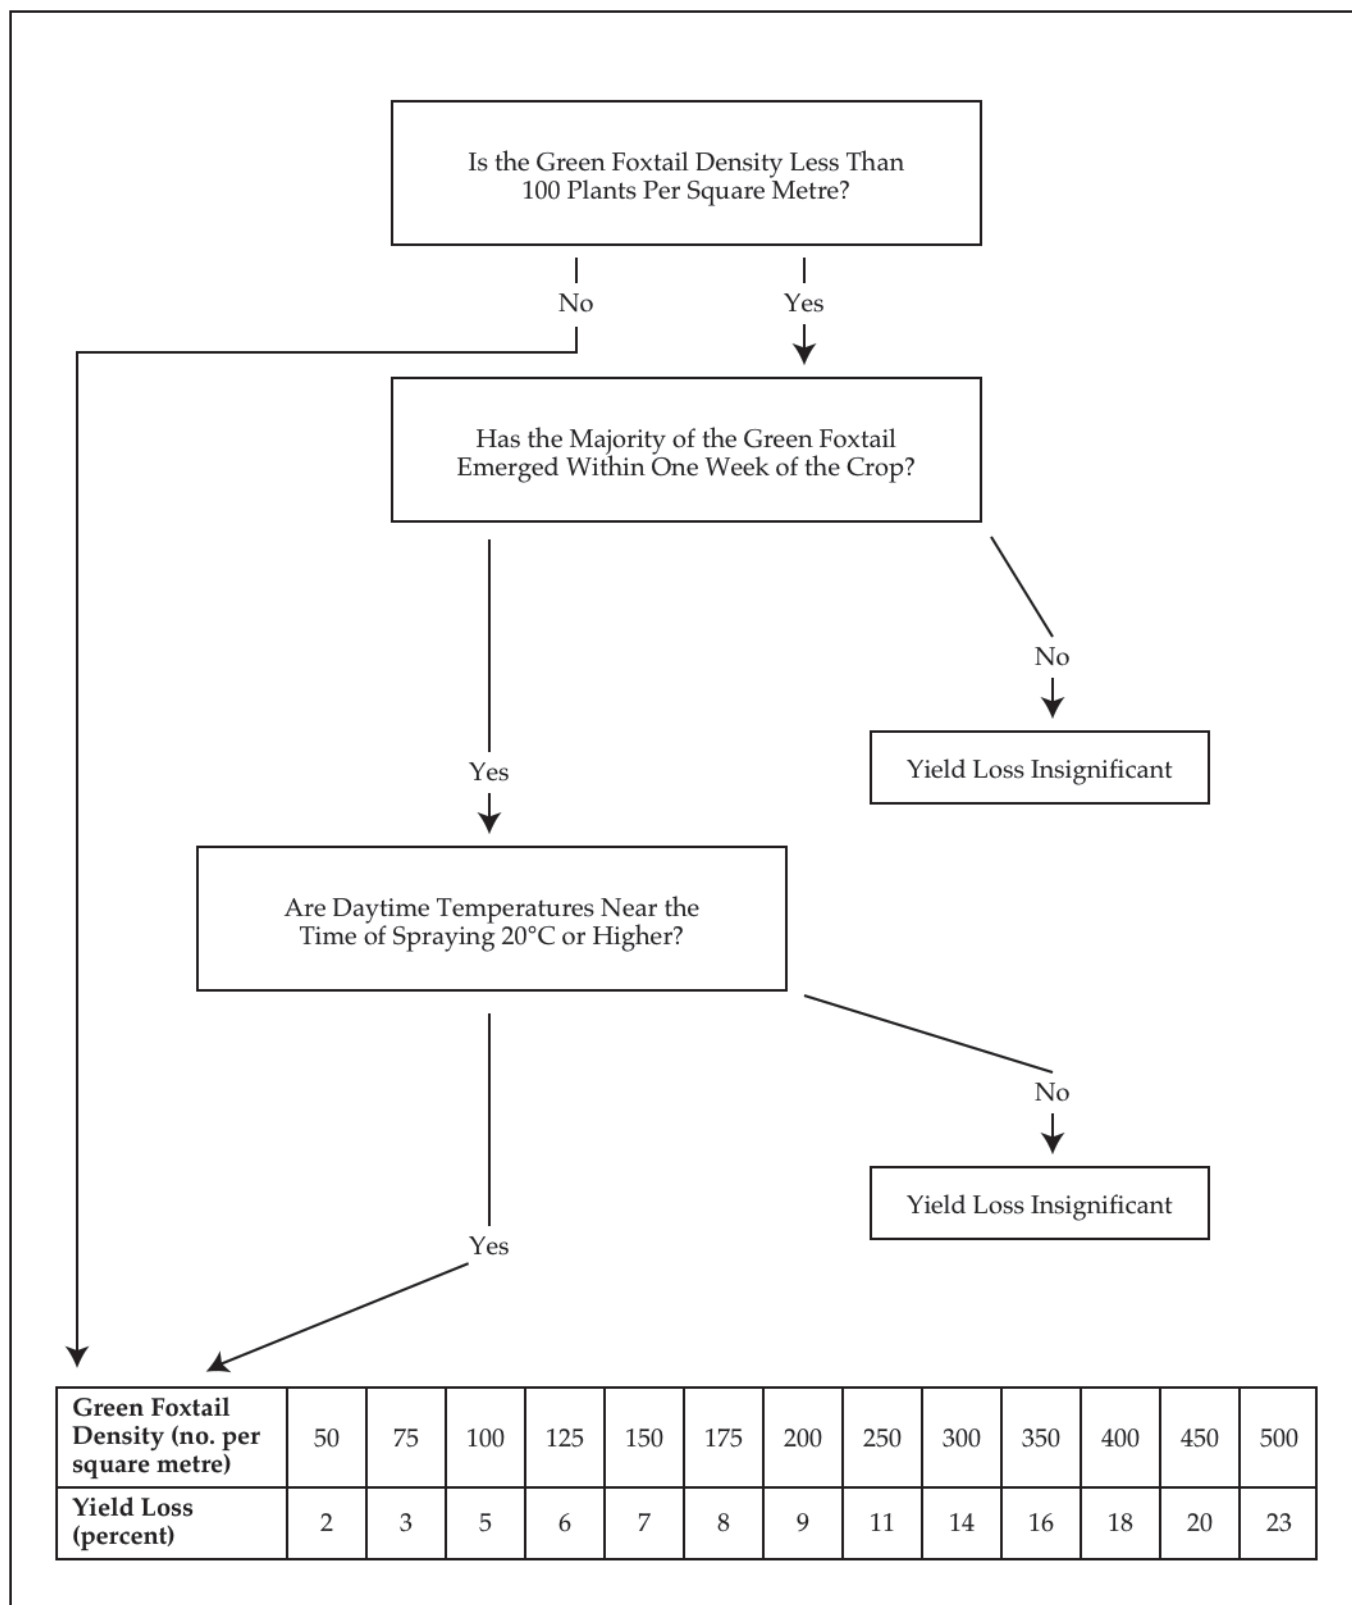 Is the Green Foxtail Density Less Than
100 Plants Per Square Metre?
No
Yes
Has the Majority of the Green Foxtail
Emerged Within One Week of the Crop?
No
Yield Loss Insignificant
Yes
Are Daytime Temperatures Near the
Time of Spraying 20°C or Higher?
No
Yield Loss Insignificant
Yes
Green Foxtail
Density (no. per
square metre)
50 75 100 125 150 175 200 250 300 350 400 450 500
Yield Loss
(percent)
2 3 5 6 7 8 9 11 14 16 18 20 23